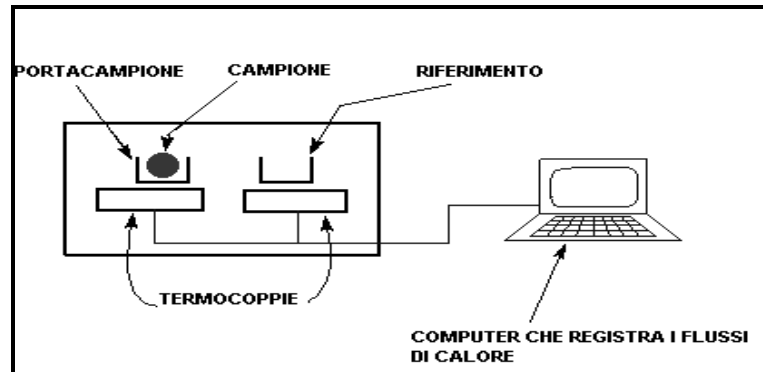 PORTACAMPIONE
CAMPIONE
RIFERIMENTO
TERMOCOPPIE
COMPUTER CHE REGISTRA I FLUSSI
DI CALORE